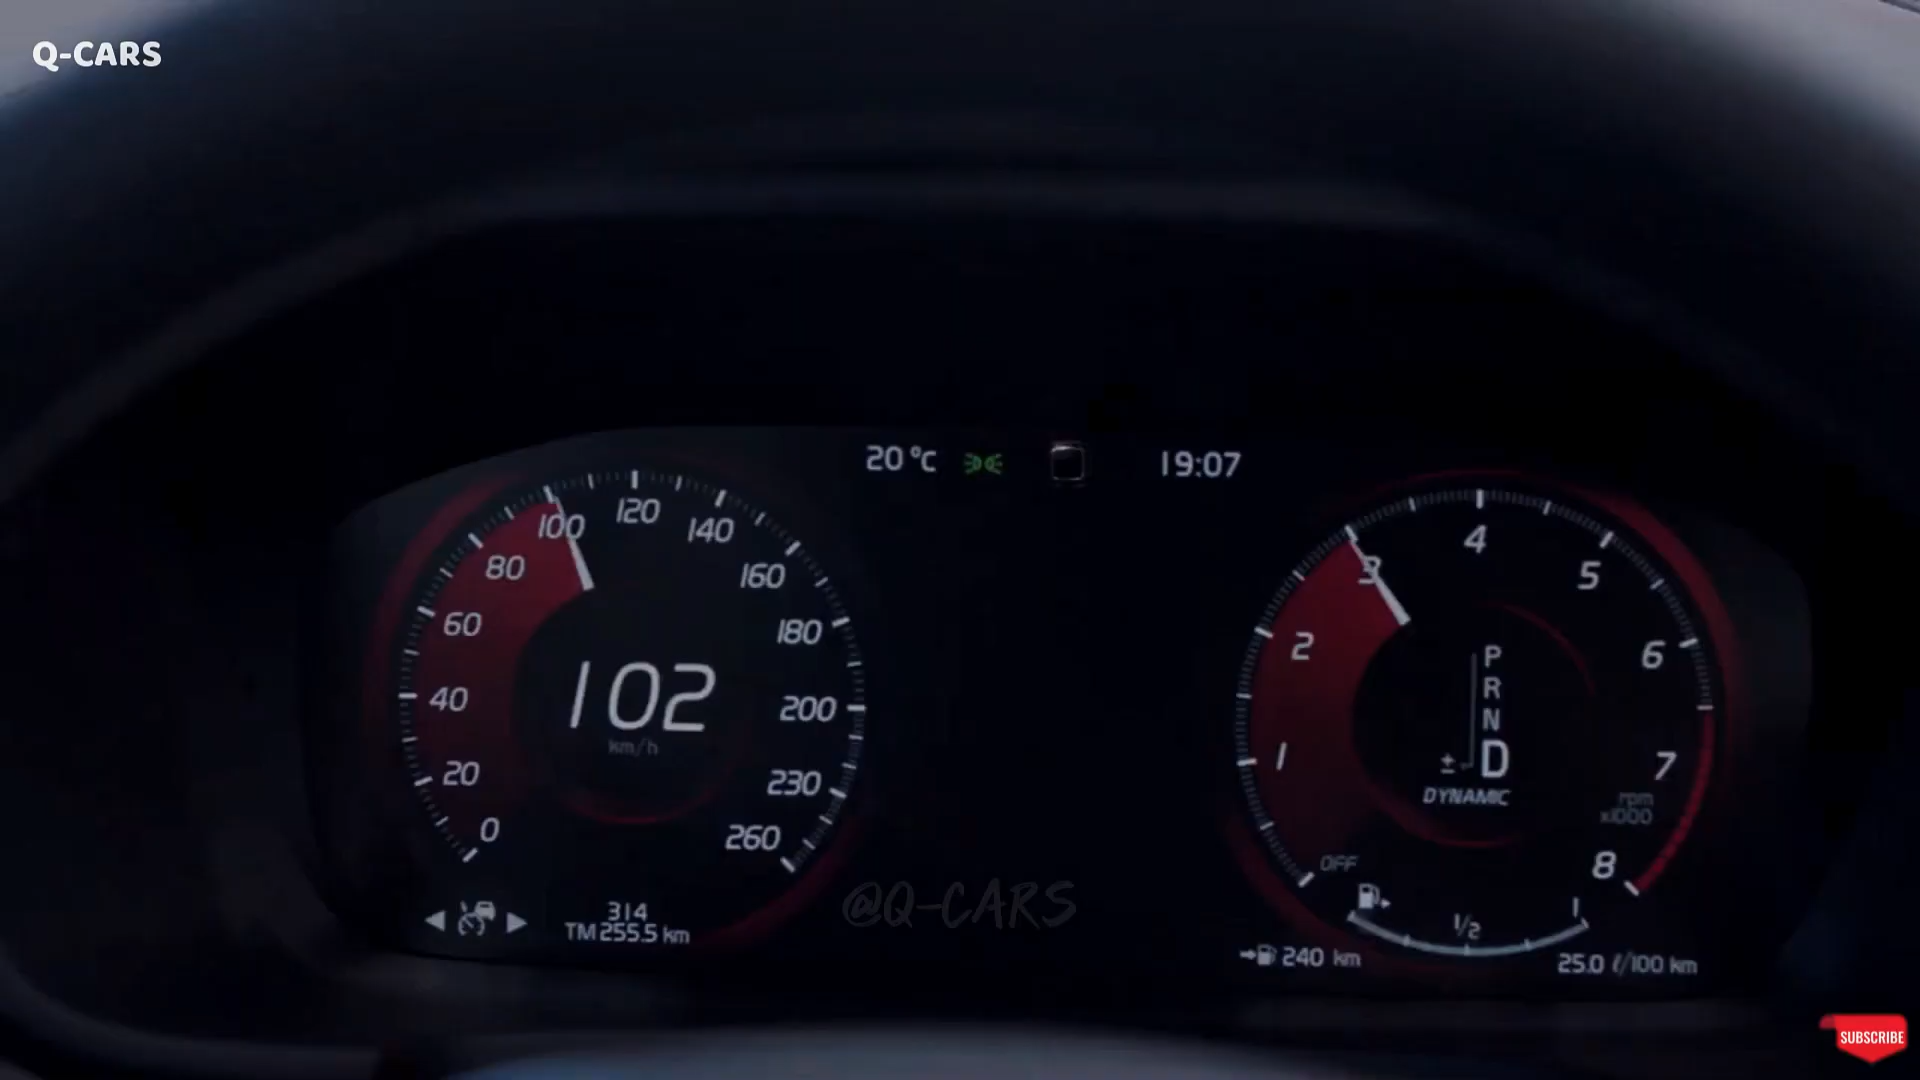 Q-CARS
20 °C
19:07
0
20
40
60
80
100
120
140
160
180
200
230
260
102
km/h
314
TM 255.5 km
OFF
1
2
3
4
5
6
7
8
rpm
x1000
P
R
N
D
±
DYNAMIC
1/2
1
240 km
25.0 ℓ/100 km
@Q-CARS
SUBSCRIBE